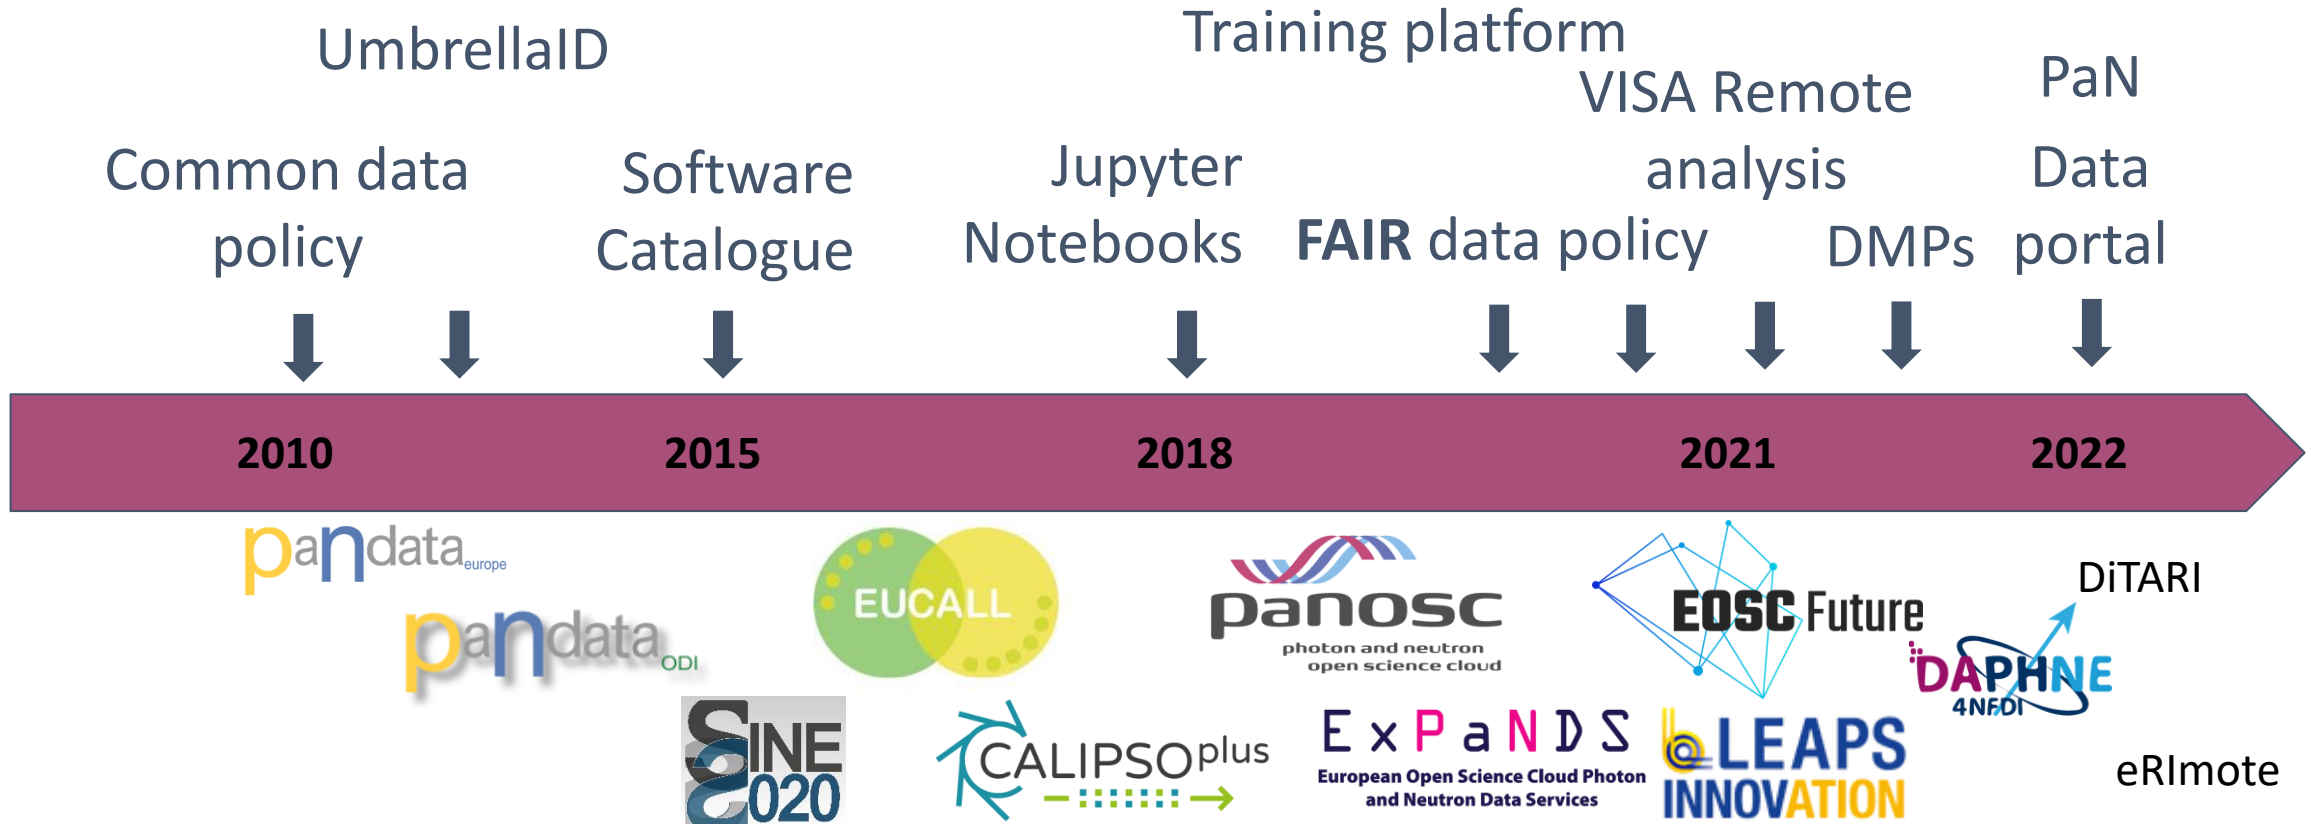 UmbrellaID
Training platform
VISA Remote
analysis
PaN
Data
portal
Common data
policy
Software
Catalogue
Jupyter
Notebooks
FAIR data policy
DMPs
2010
2015
2018
2021
2022
pandata europe
pandata ODI
SINE
2020
EUCALL
CALIPSOplus
panosc
photon and neutron
open science cloud
ExPaNDS
European Open Science Cloud Photon
and Neutron Data Services
EOSC Future
LEAPS
INNOVATION
DiTARI
DAPHNE
4NFDI
eRImote